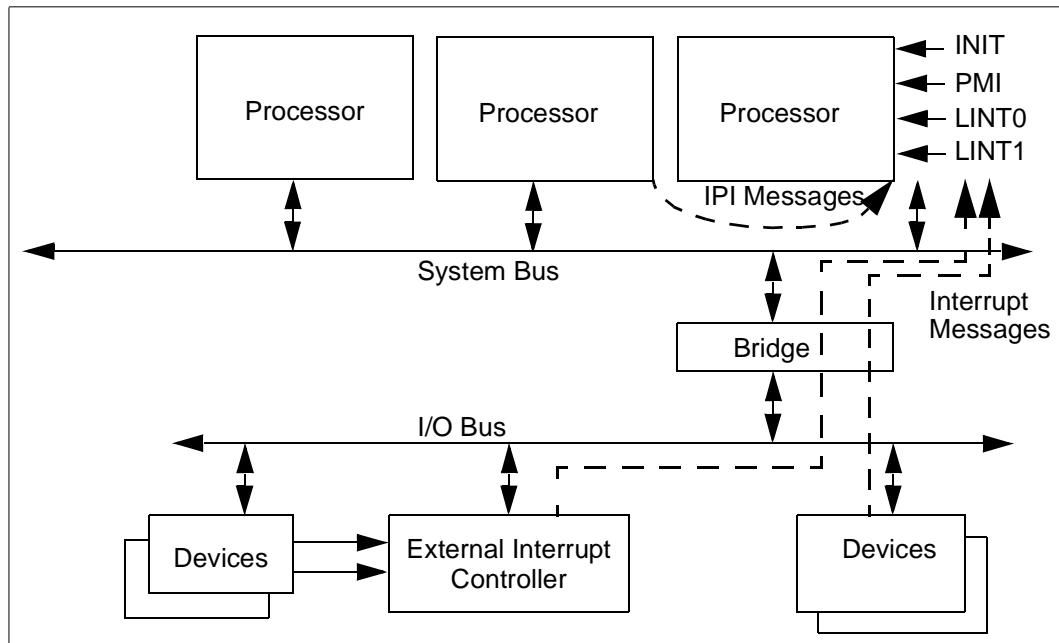 INIT
PMI
LINT0
LINT1
Processor
Processor
Processor
IPI Messages
System Bus
Interrupt
Messages
Bridge
I/O Bus
Devices
External Interrupt
Controller
Devices